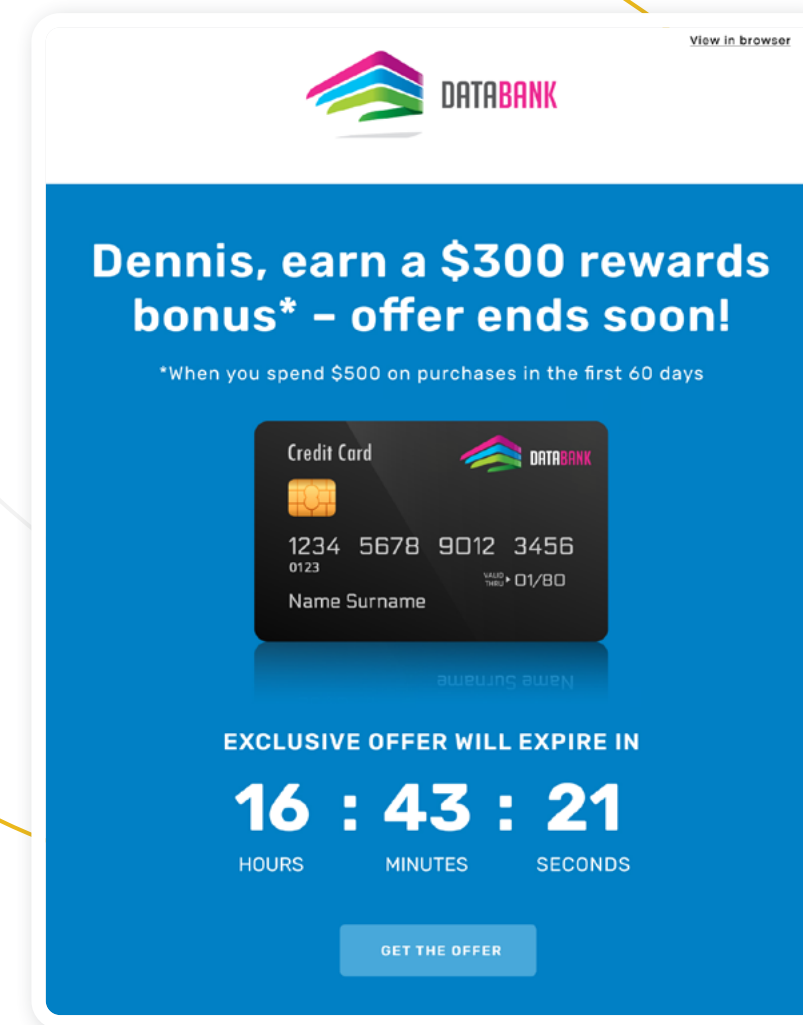 View in browser
DATABANK
Dennis, earn a $300 rewards
bonus* – offer ends soon!
*When you spend $500 on purchases in the first 60 days
Credit Card
DATABANK
1234 5678 9012 3456
0123
VALID THRU 01/80
Name Surname
Name Surname
EXCLUSIVE OFFER WILL EXPIRE IN
16 : 43 : 21
HOURS MINUTES SECONDS
GET THE OFFER